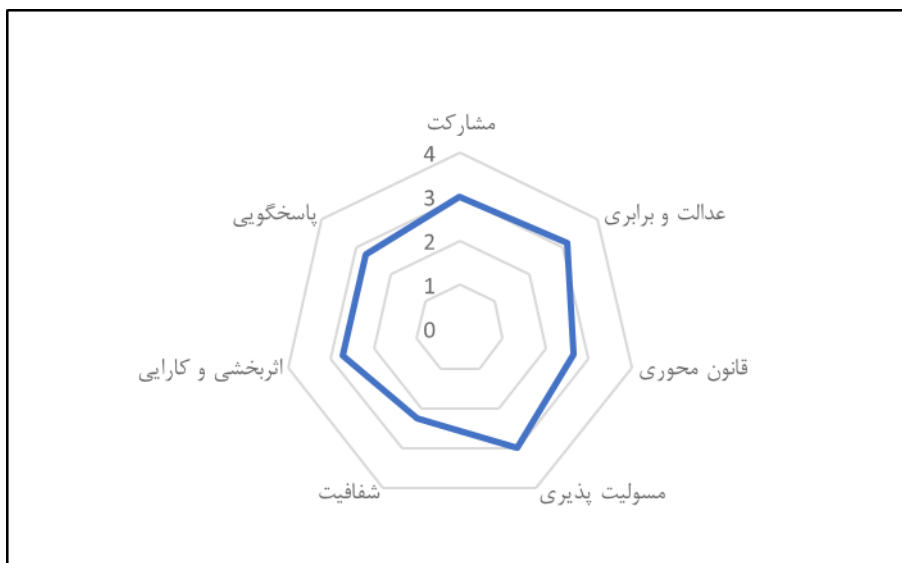 مشارکت
4
عدالت و برابری
3
پاسخگویی
2
1
0
قانون محوری
اثربخشی و کارایی
مسولیت پذیری
شفافیت